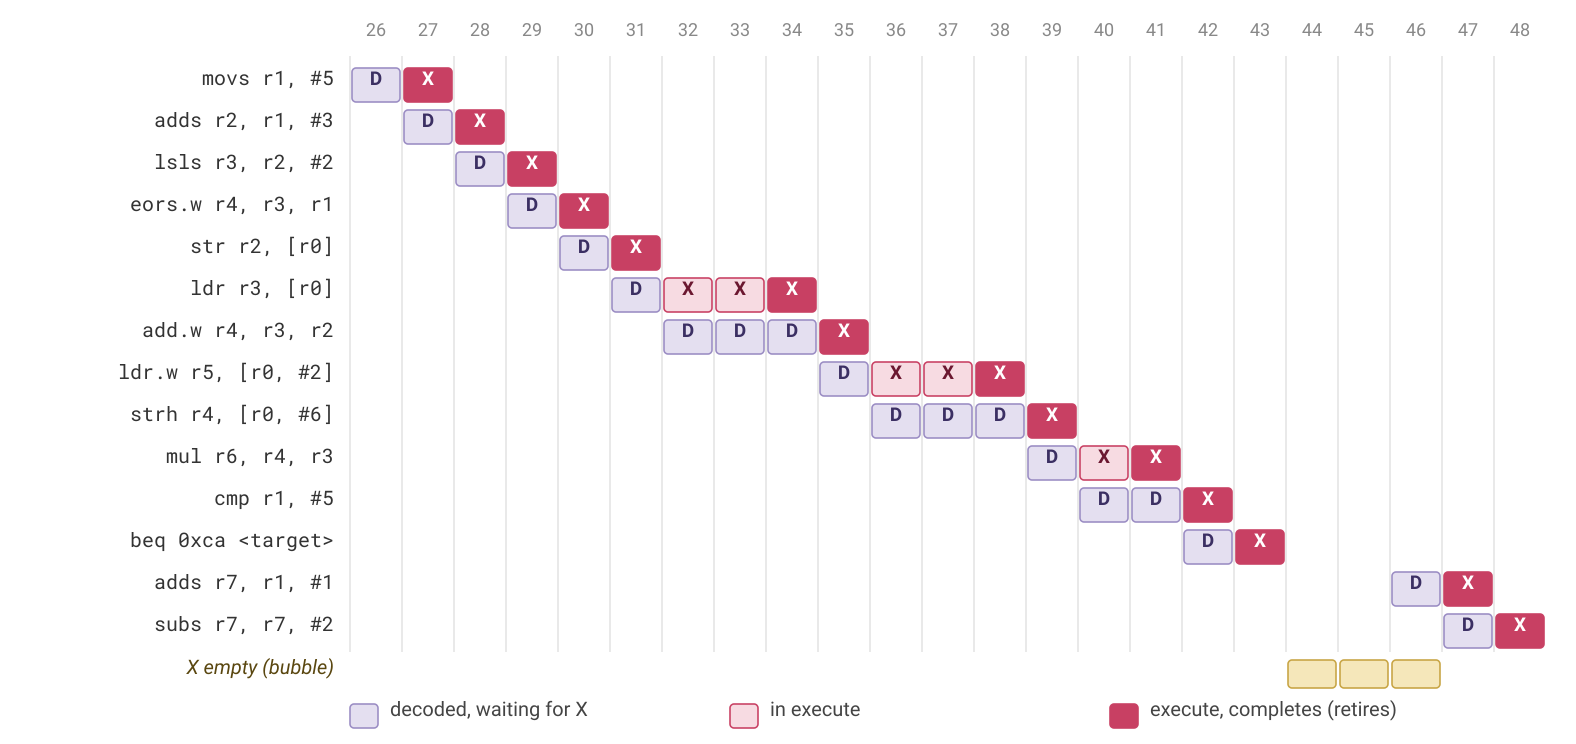 26 27 28 29 30 31 32 33 34 35 36 37 38 39 40 41 42 43 44 45 46 47 48
movs r1, #5 D X
adds r2, r1, #3 D X
lsls r3, r2, #2 D X
eors.w r4, r3, r1 D X
str r2, [r0] D X
ldr r3, [r0] D X X X
add.w r4, r3, r2 D D D X
ldr.w r5, [r0, #2] D X X X
strh r4, [r0, #6] D D D X
mul r6, r4, r3 D X X
cmp r1, #5 D D X
beq 0xca <target> D X
adds r7, r1, #1 D X
subs r7, r7, #2 D X
X empty (bubble)
decoded, waiting for X in execute execute, completes (retires)